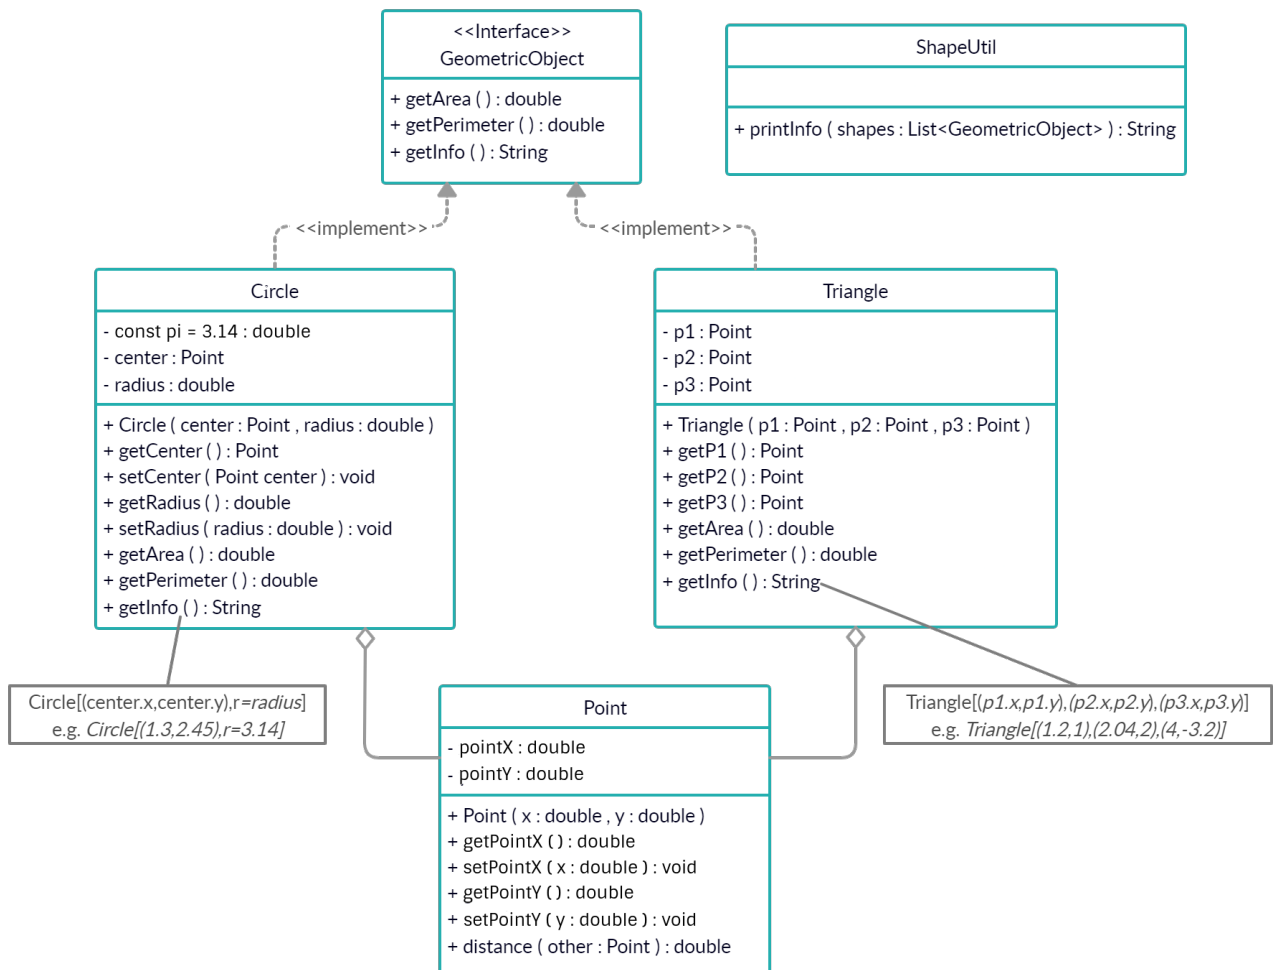 <<Interface>>
GeometricObject
+ getArea ( ) : double
+ getPerimeter ( ) : double
+ getInfo ( ) : String
ShapeUtil
+ printInfo ( shapes : List<GeometricObject> ) : String
<<implement>>
<<implement>>
Circle
- const pi = 3.14 : double
- center : Point
- radius : double
+ Circle ( center : Point , radius : double )
+ getCenter ( ) : Point
+ setCenter ( Point center ) : void
+ getRadius ( ) : double
+ setRadius ( radius : double ) : void
+ getArea ( ) : double
+ getPerimeter ( ) : double
+ getInfo ( ) : String
Triangle
- p1 : Point
- p2 : Point
- p3 : Point
+ Triangle ( p1 : Point , p2 : Point , p3 : Point )
+ getP1 ( ) : Point
+ getP2 ( ) : Point
+ getP3 ( ) : Point
+ getArea ( ) : double
+ getPerimeter ( ) : double
+ getInfo ( ) : String
Circle[(center.x,center.y),r=radius]
e.g. Circle[(1.3,2.45),r=3.14]
Triangle[(p1.x,p1.y),(p2.x,p2.y),(p3.x,p3.y)]
e.g. Triangle[(1.2,1),(2.04,2),(4,-3.2)]
Point
- pointX : double
- pointY : double
+ Point ( x : double , y : double )
+ getPointX ( ) : double
+ setPointX ( x : double ) : void
+ getPointY ( ) : double
+ setPointY ( y : double ) : void
+ distance ( other : Point ) : double